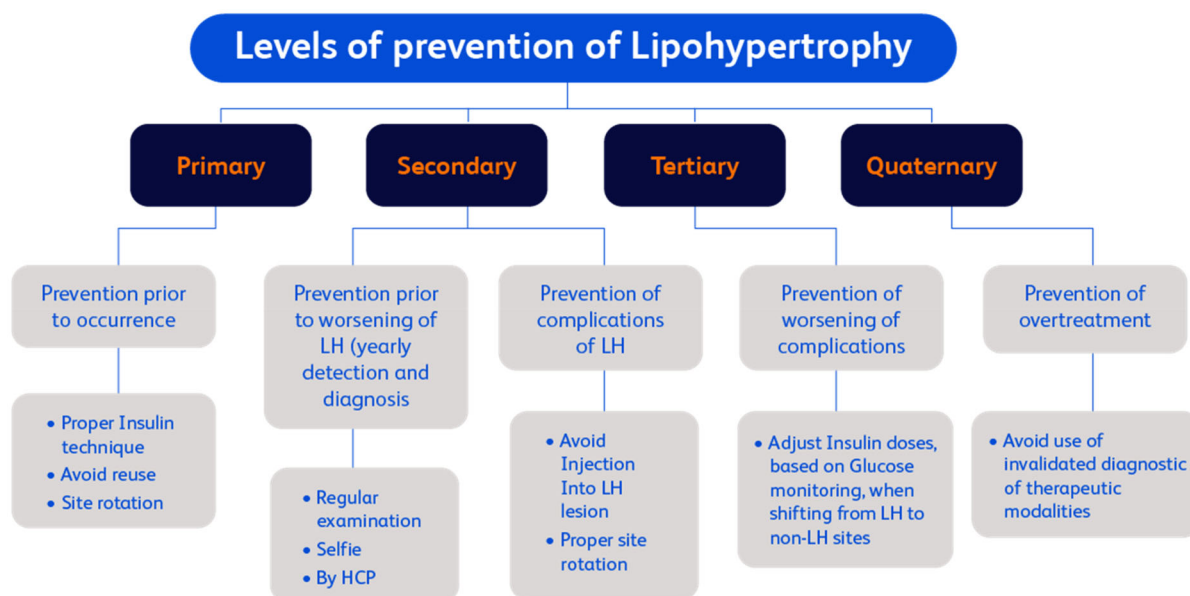 Levels of prevention of Lipohypertrophy
Primary
Secondary
Tertiary
Quaternary
Prevention prior
to occurrence
• Proper Insulin
technique
• Avoid reuse
• Site rotation
Prevention prior
to worsening of
LH (yearly
detection and
diagnosis
• Regular
examination
• Selfie
• By HCP
Prevention of
complications
of LH
• Avoid
Injection
Into LH
lesion
• Proper site
rotation
Prevention of
worsening of
complications
• Adjust Insulin doses,
based on Glucose
monitoring, when
shifting from LH to
non-LH sites
Prevention of
overtreatment
• Avoid use of
invalidated diagnostic
of therapeutic
modalities